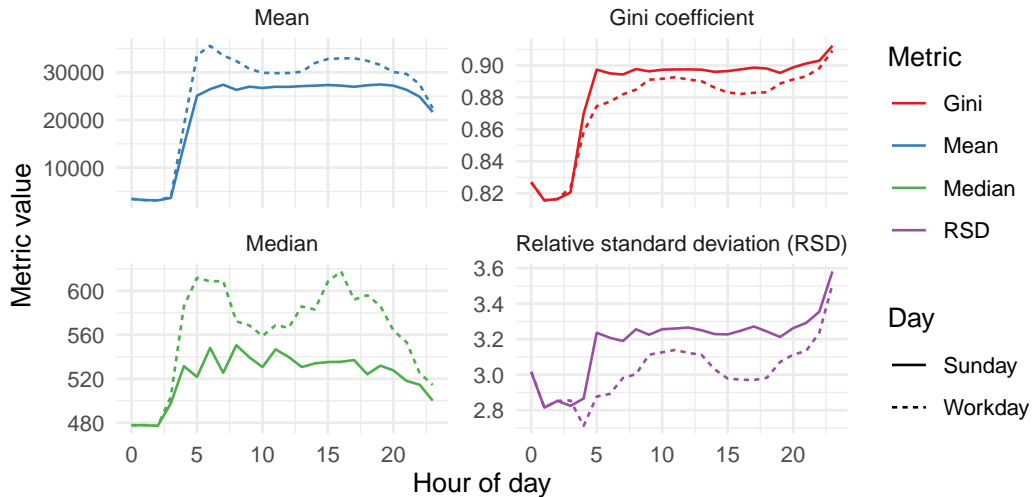 Mean
Gini coefficient
30000
20000
10000
0.90
0.88
0.86
0.84
0.82
Median
Relative standard deviation (RSD)
600
560
520
480
3.6
3.4
3.2
3.0
2.8
0 5 10 15 20
0 5 10 15 20
Hour of day
Metric value
Metric
Gini
Mean
Median
RSD
Day
Sunday
Workday